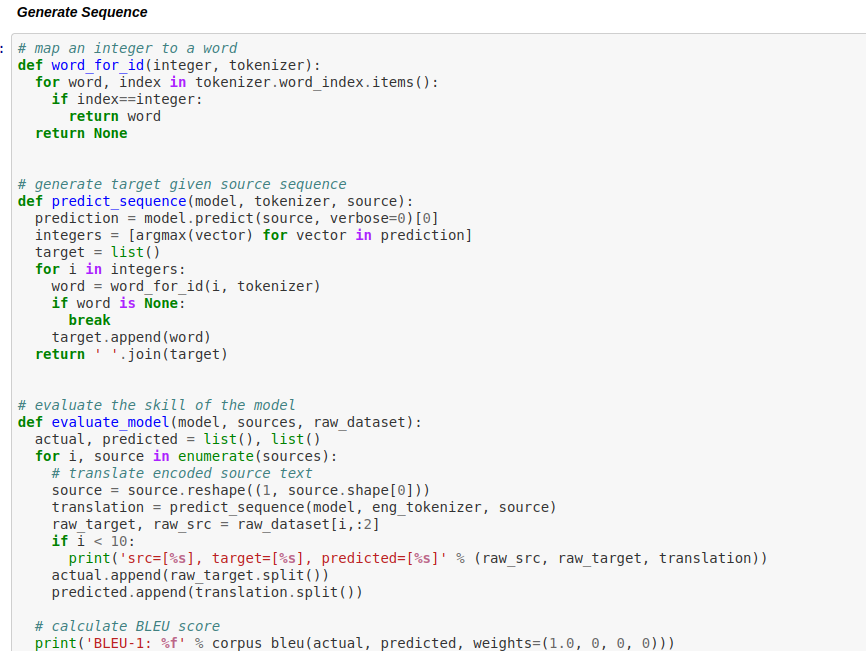 Generate Sequence
:
# map an integer to a word
def word_for_id(integer, tokenizer):
  for word, index in tokenizer.word_index.items():
    if index==integer:
      return word
  return None
# generate target given source sequence
def predict_sequence(model, tokenizer, source):
  prediction = model.predict(source, verbose=0)[0]
  integers = [argmax(vector) for vector in prediction]
  target = list()
  for i in integers:
    word = word_for_id(i, tokenizer)
    if word is None:
      break
    target.append(word)
  return ' '.join(target)
# evaluate the skill of the model
def evaluate_model(model, sources, raw_dataset):
  actual, predicted = list(), list()
  for i, source in enumerate(sources):
    # translate encoded source text
    source = source.reshape((1, source.shape[0]))
    translation = predict_sequence(model, eng_tokenizer, source)
    raw_target, raw_src = raw_dataset[i,:2]
    if i < 10:
      print('src=[%s], target=[%s], predicted=[%s]' % (raw_src, raw_target, translation))
    actual.append(raw_target.split())
    predicted.append(translation.split())
  # calculate BLEU score
  print('BLEU-1: %f' % corpus_bleu(actual, predicted, weights=(1.0, 0, 0, 0)))